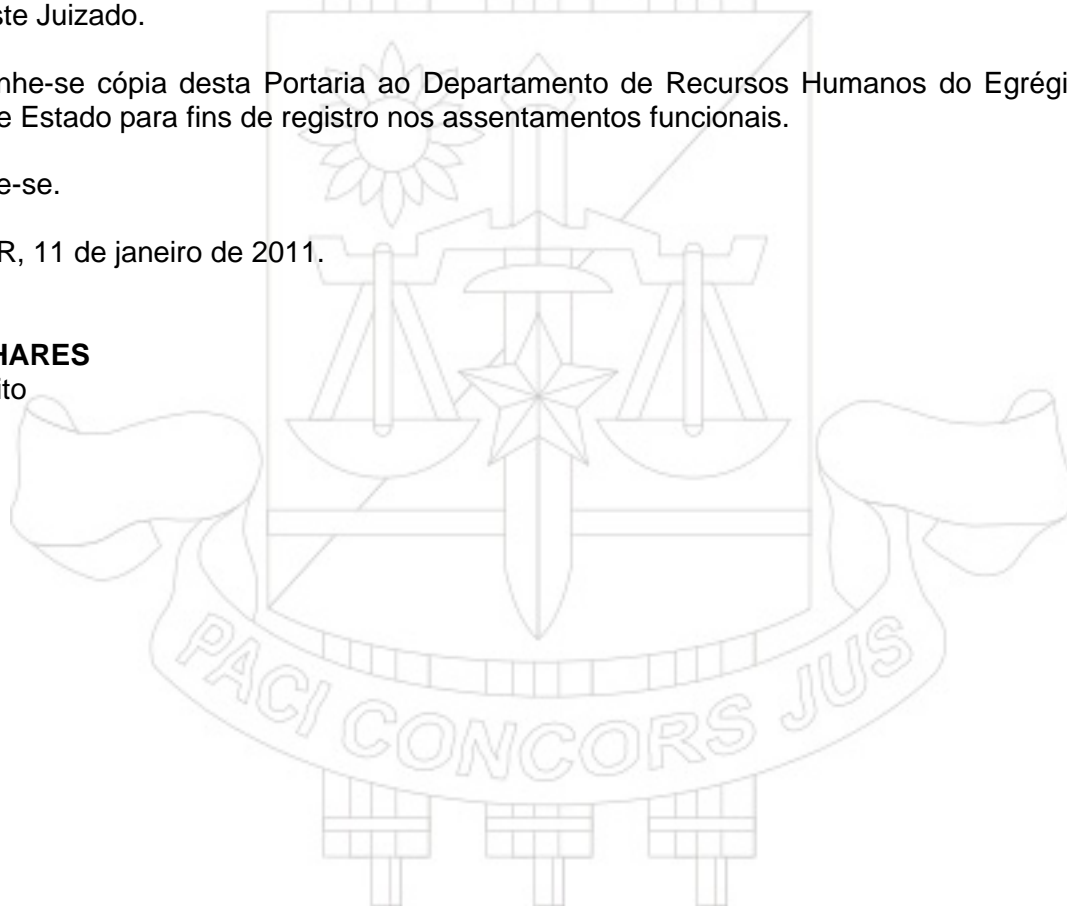 ste Juizado.
nhe-se cópia desta Portaria ao Departamento de Recursos Humanos do Egrégi
e Estado para fins de registro nos assentamentos funcionais.
e-se.
R, 11 de janeiro de 2011.
HARES
ito
PACI CONCORS JUS